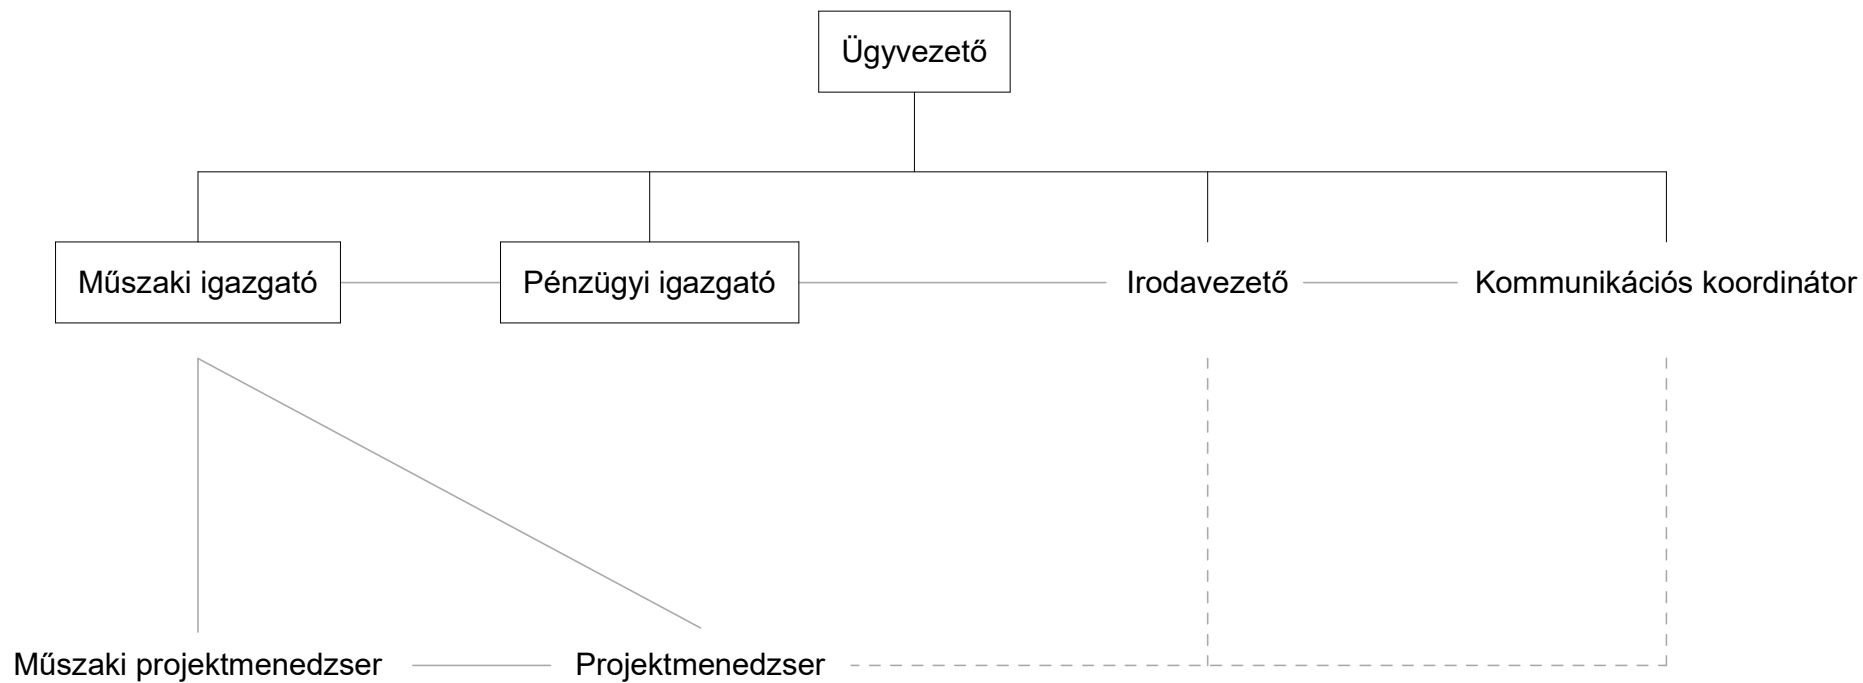 Ügyvezető
Műszaki igazgató
Pénzügyi igazgató
Irodavezető
Kommunikációs koordinátor
Műszaki projektmenedzser
Projektmenedzser